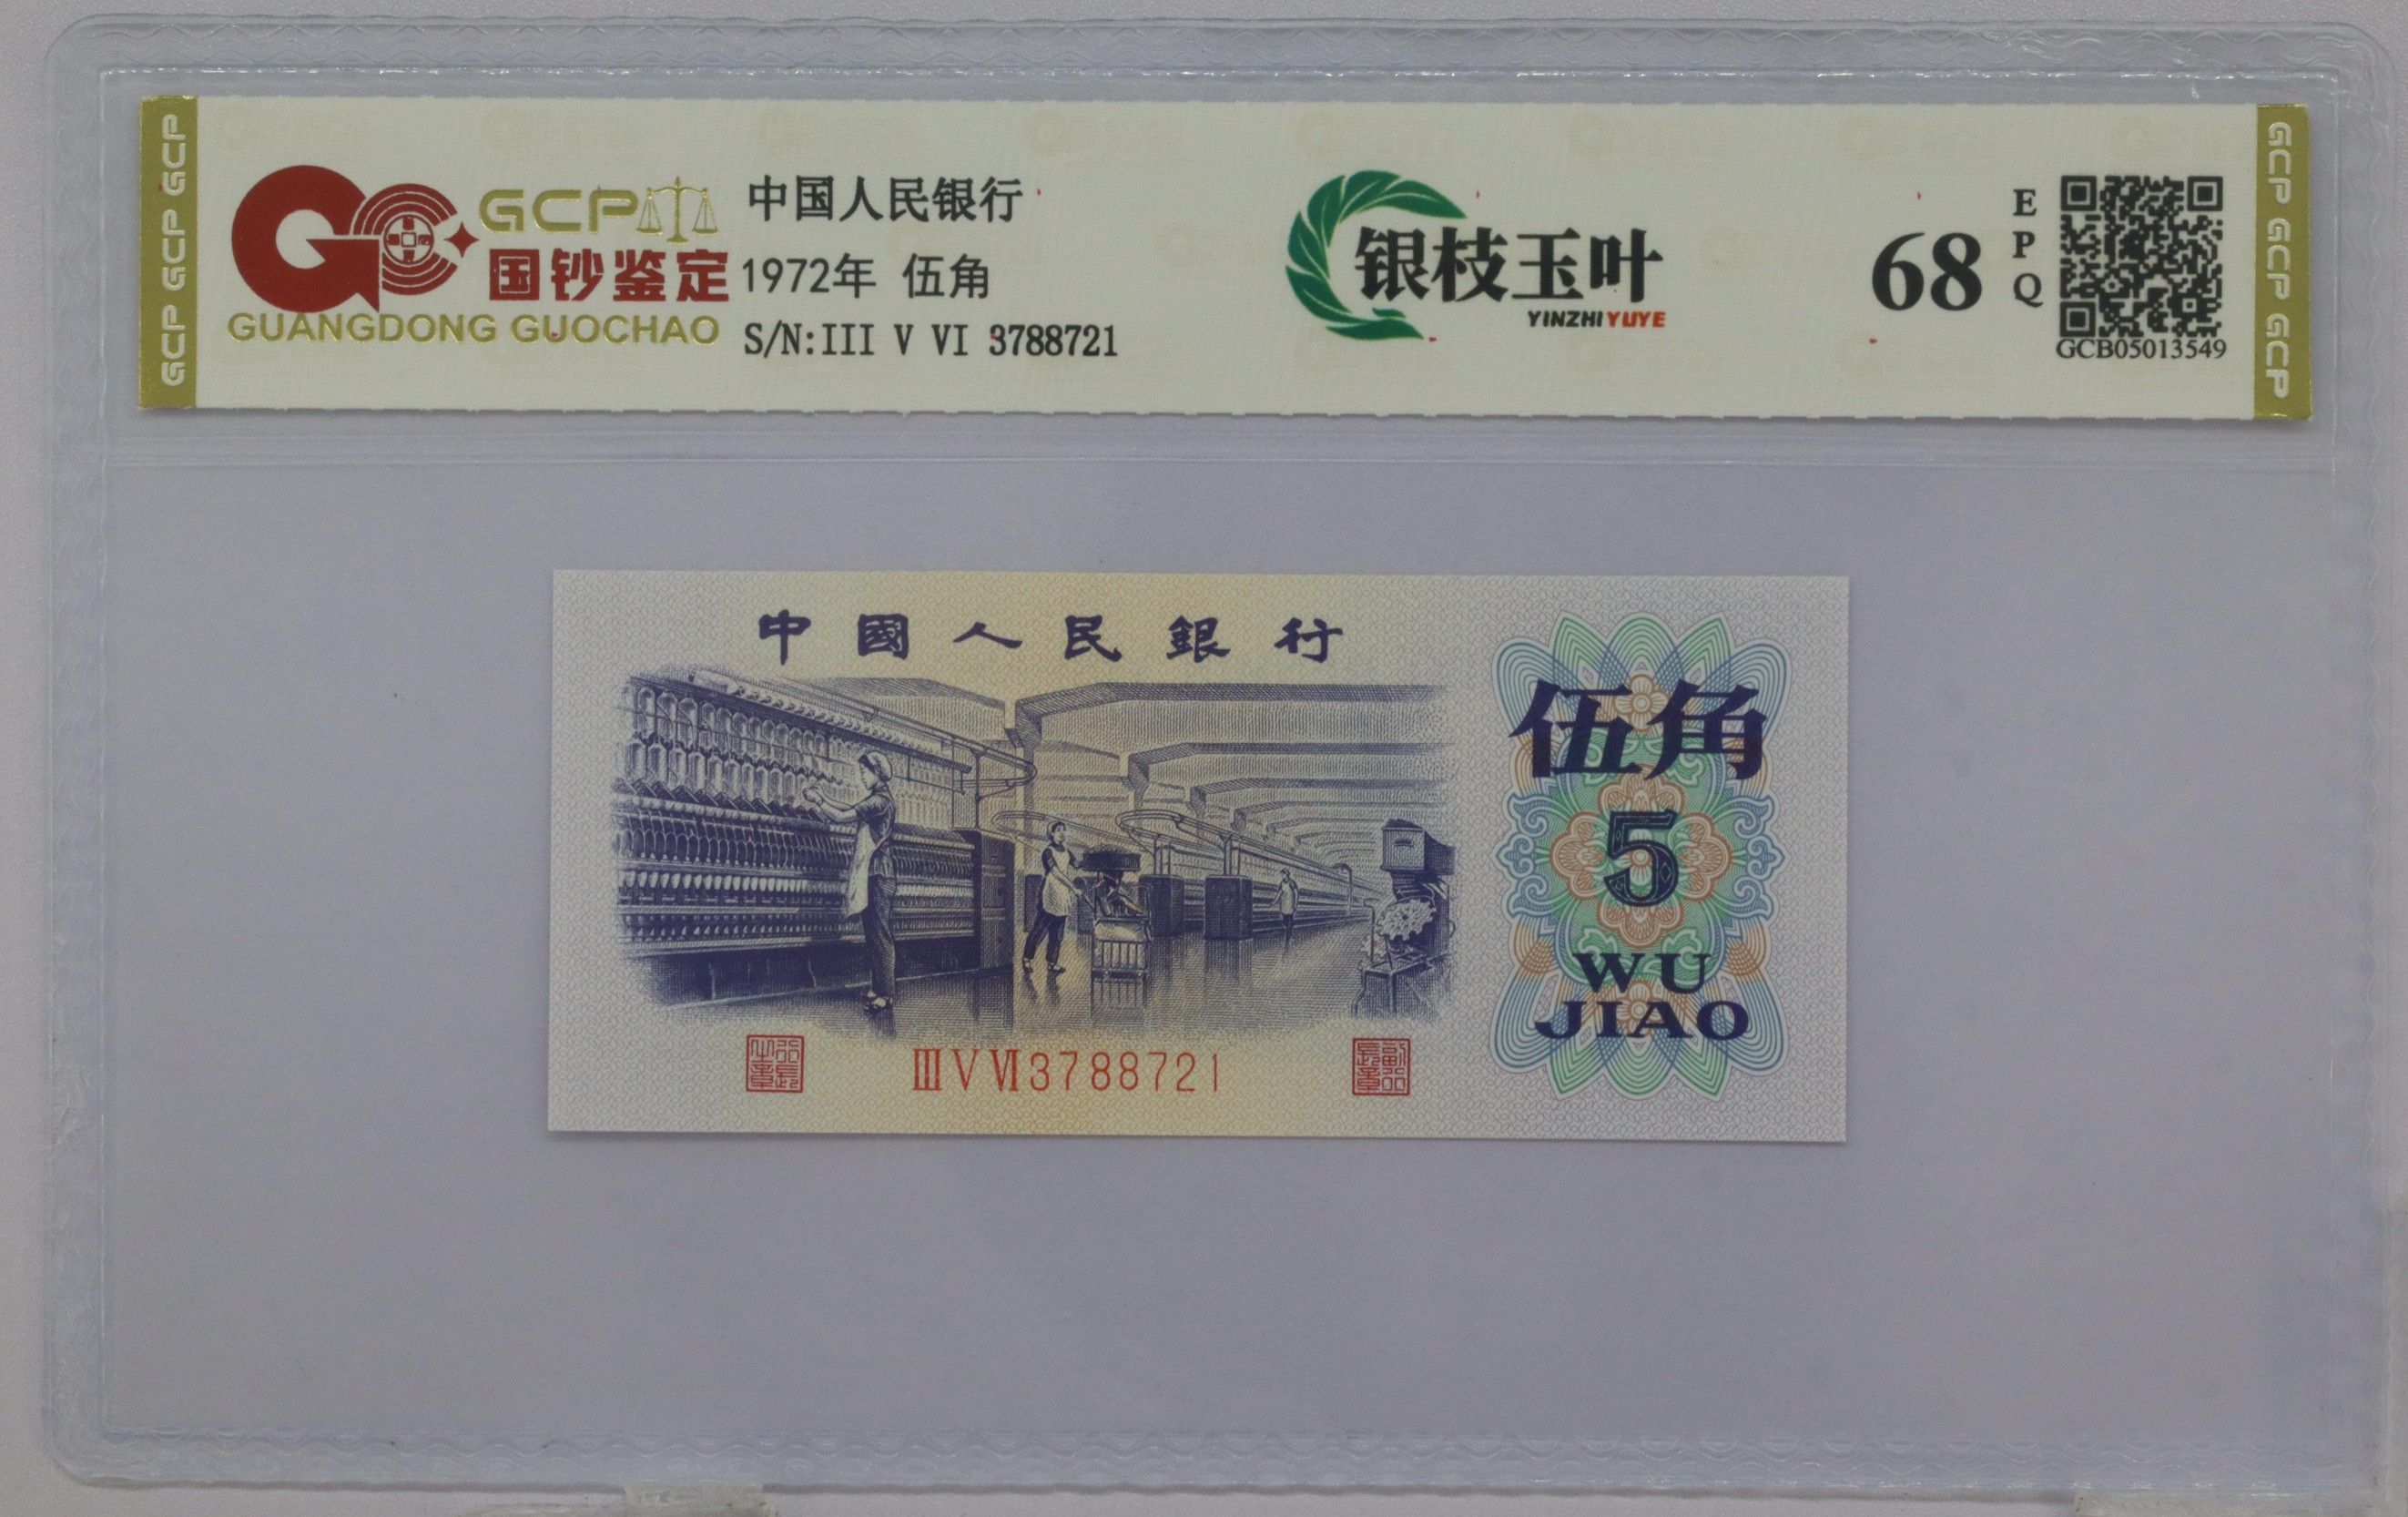 GCP GCP GCP
GCP
国钞鉴定
GUANGDONG GUOCHAO
中国人民银行
1972年 伍角
S/N:III V VI 3788721
银枝玉叶
YINZHI YUYE
68
EPQ
GCB05013549
GCP GCP GCP
中國人民銀行
伍角
5
WU
JIAO
ⅢⅤⅥ3788721